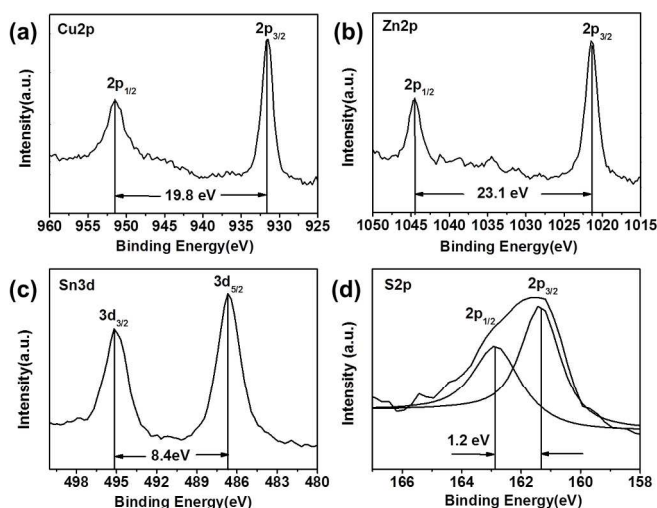 (a)
Cu2p
2p3/2
2p1/2
19.8 eV
Intensity(a.u.)
960 955 950 945 940 935 930 925
Binding Energy(eV)
(b)
Zn2p
2p3/2
2p1/2
23.1 eV
Intensity(a.u.)
1050 1045 1040 1035 1030 1025 1020 1015
Binding Energy(eV)
(c)
Sn3d
3d5/2
3d3/2
8.4eV
Intensity(a.u.)
498 495 492 489 486 483 480
Binding Energy(eV)
(d)
S2p
2p3/2
2p1/2
1.2 eV
Intensity (a.u.)
166 164 162 160 158
Binding Energy(eV)